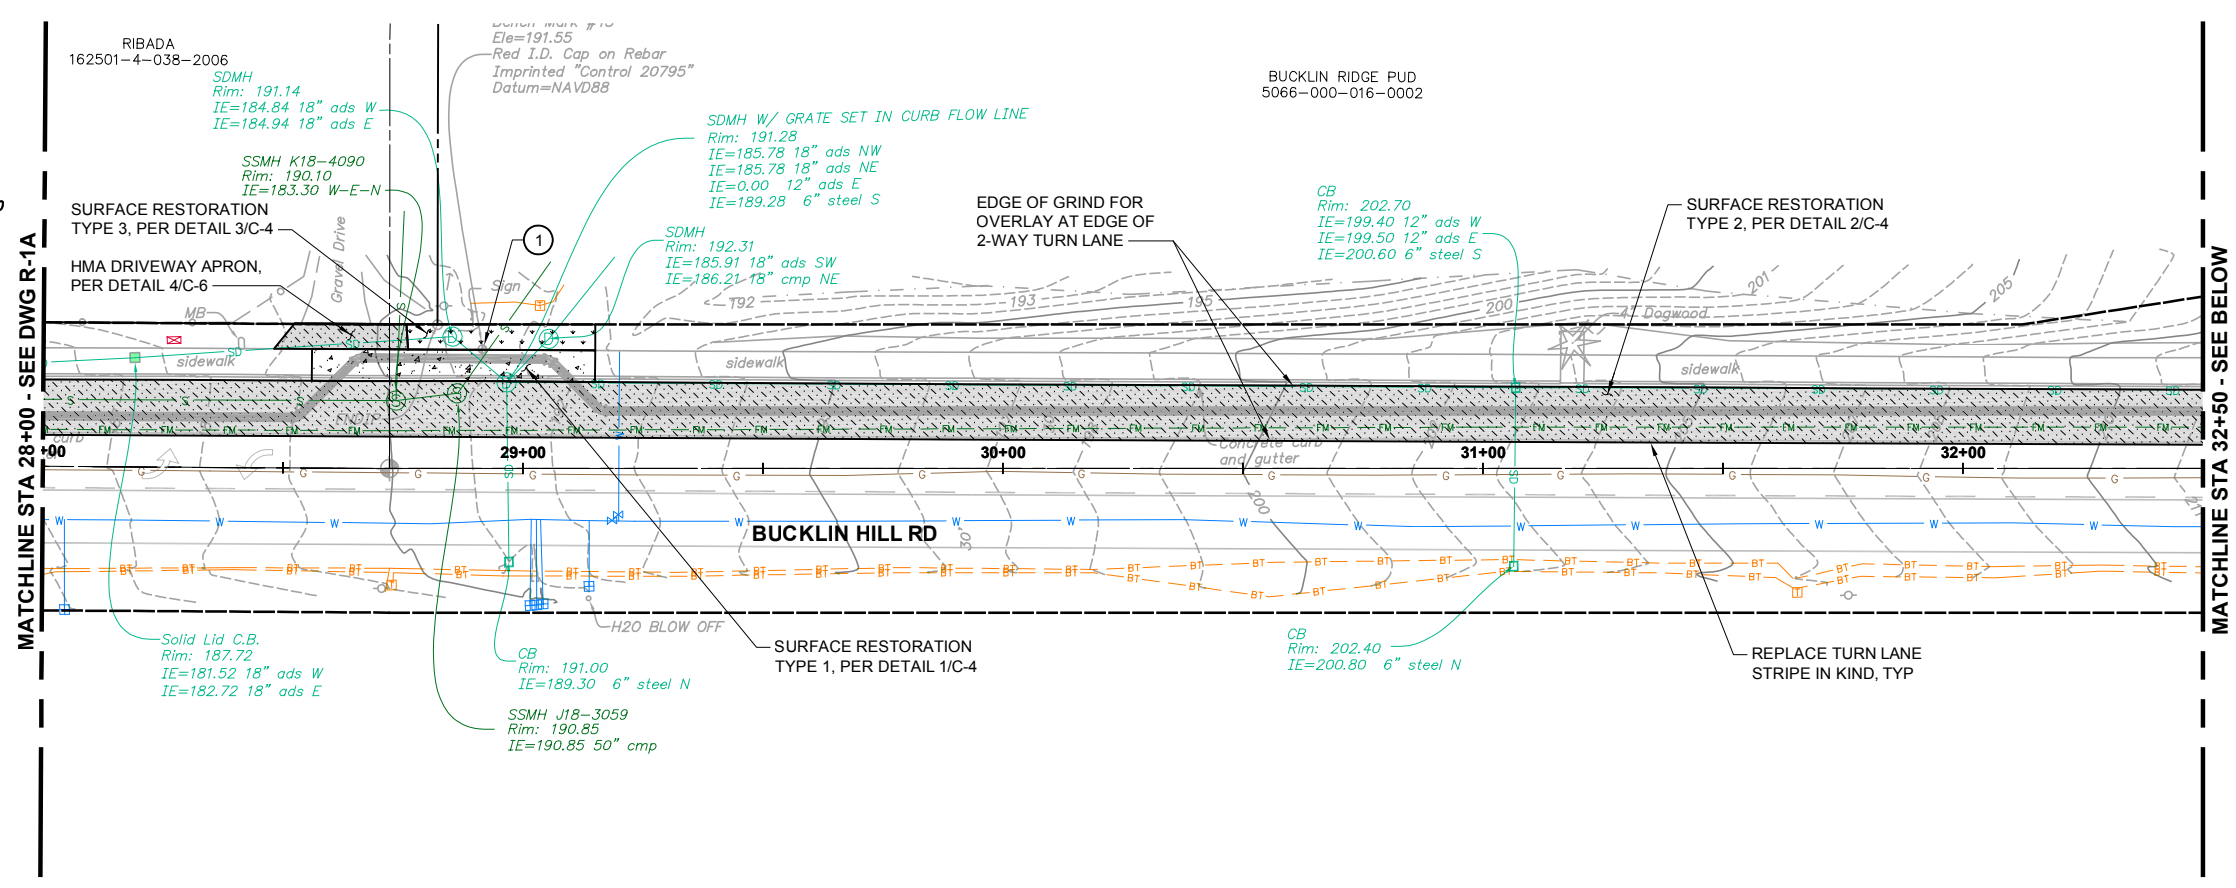 RIBADA
162501-4-038-2006
SDMH
Rim: 191.14
IE=184.84 18" ads W
IE=184.94 18" ads E
Ele=191.55
Red I.D. Cap on Rebar
Imprinted "Control 20795"
Datum=NAVD88
SDMH W/ GRATE SET IN CURB FLOW LINE
Rim: 191.28
IE=185.78 18" ads NW
IE=185.78 18" ads NE
IE=0.00 12" ads E
IE=189.28 6" steel S
BUCKLIN RIDGE PUD
5066-000-016-0002
SSMH K18-4090
Rim: 190.10
IE=183.30 W-E-N
SURFACE RESTORATION
TYPE 3, PER DETAIL 3/C-4
HMA DRIVEWAY APRON,
PER DETAIL 4/C-6
Gravel Drive
1
SDMH
Rim: 192.31
IE=185.91 18" ads SW
IE=186.21 18" cmp NE
EDGE OF GRIND FOR
OVERLAY AT EDGE OF
2-WAY TURN LANE
CB
Rim: 202.70
IE=199.40 12" ads W
IE=199.50 12" ads E
IE=200.60 6" steel S
SURFACE RESTORATION
TYPE 2, PER DETAIL 2/C-4
MATCHLINE STA 28+00 - SEE DWG R-1A
MATCHLINE STA 32+50 - SEE BELOW
Sign
MB
192
193
195
200
201
205
4. Dogwood
sidewalk
sidewalk
sidewalk
curb
Concrete curb
and gutter
+00
29+00
30+00
31+00
32+00
200
30'
BUCKLIN HILL RD
H2O BLOW OFF
Solid Lid C.B.
Rim: 187.72
IE=181.52 18" ads W
IE=182.72 18" ads E
CB
Rim: 191.00
IE=189.30 6" steel N
SURFACE RESTORATION
TYPE 1, PER DETAIL 1/C-4
CB
Rim: 202.40
IE=200.80 6" steel N
REPLACE TURN LANE
STRIPE IN KIND, TYP
SSMH J18-3059
Rim: 190.85
IE=190.85 50" cmp